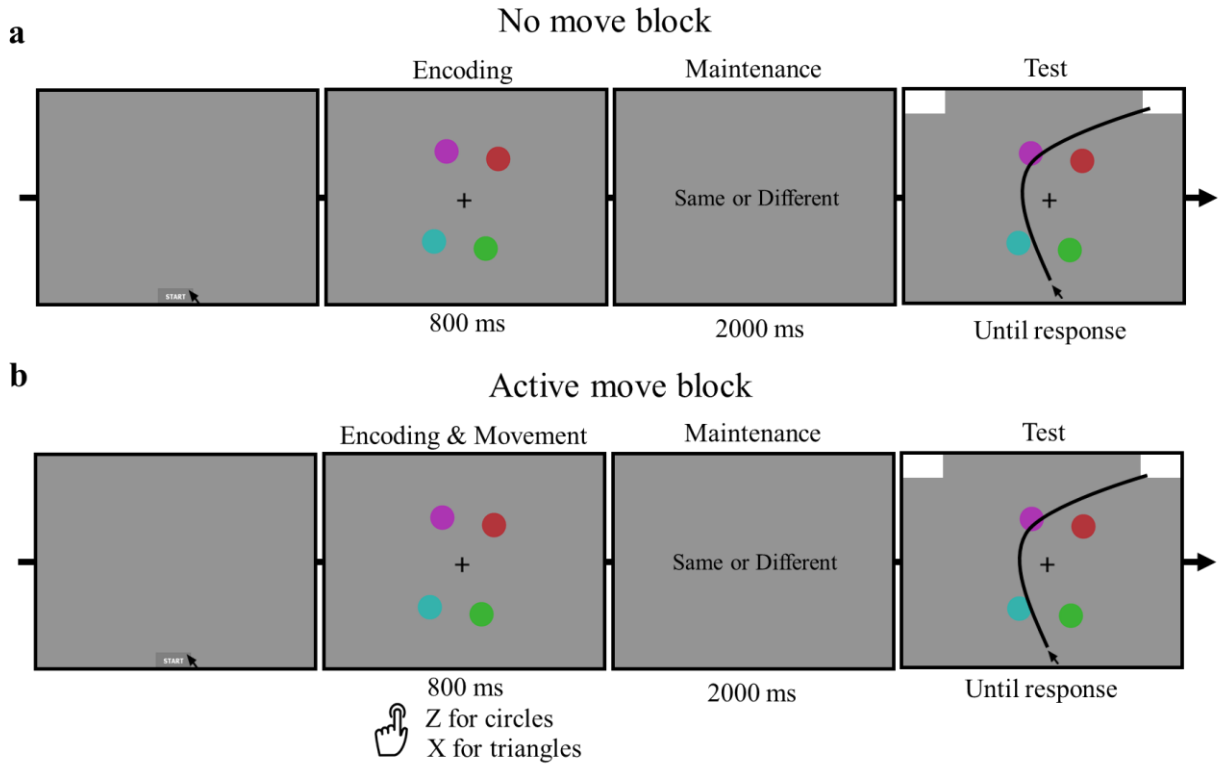 a
No move block
Encoding
Maintenance
Test
START
+
Same or Different
+
800 ms
2000 ms
Until response
b
Active move block
Encoding & Movement
Maintenance
Test
START
+
Same or Different
+
800 ms
2000 ms
Until response
Z for circles
X for triangles